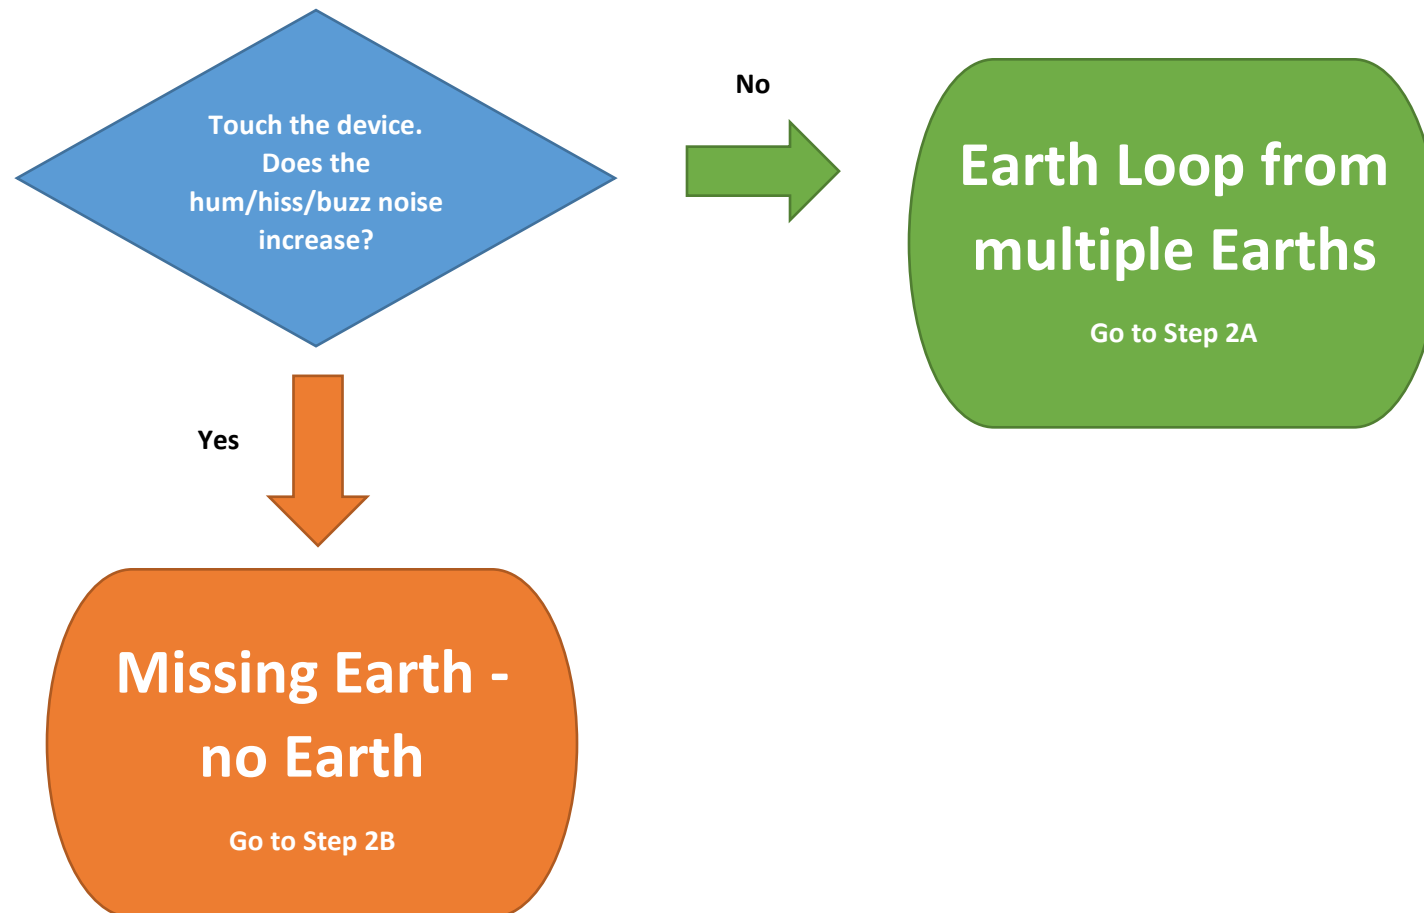 Touch the device.
Does the
hum/hiss/buzz noise
increase?
No
Earth Loop from
multiple Earths
Go to Step 2A
Yes
Missing Earth -
no Earth
Go to Step 2B